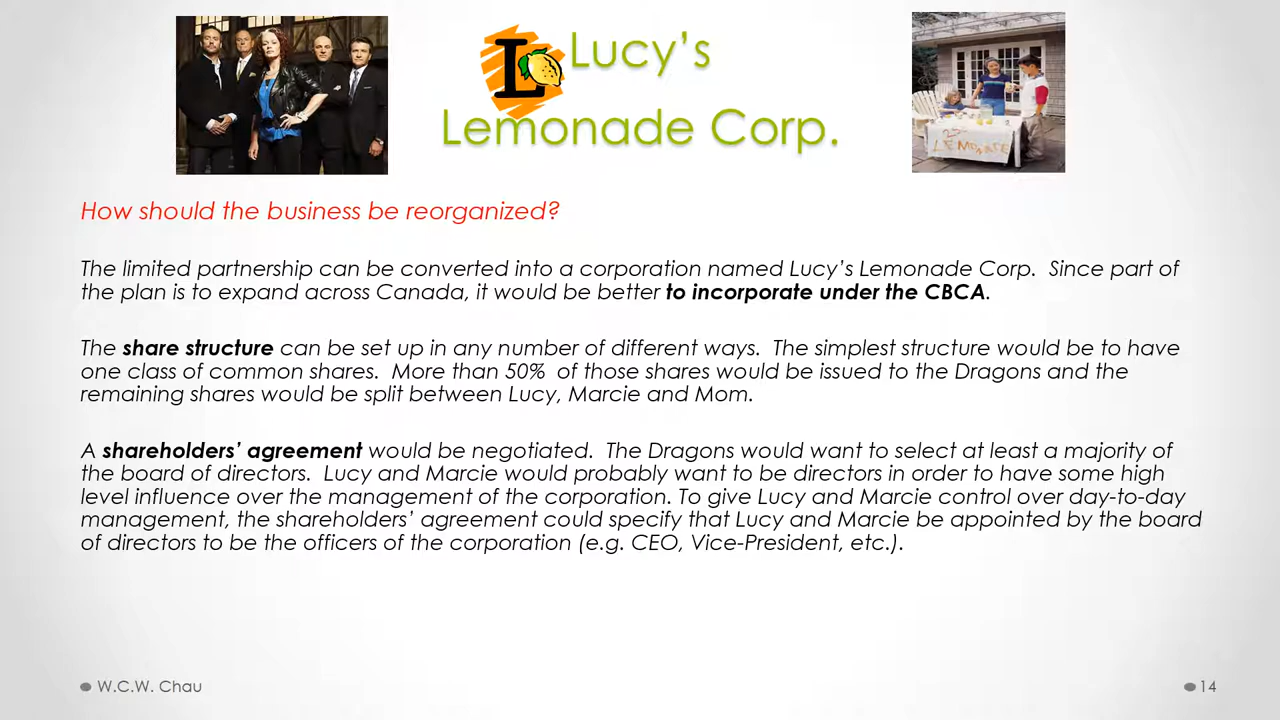 L
Lucy’s
Lemonade Corp.
25¢
LEMONADE
How should the business be reorganized?
The limited partnership can be converted into a corporation named Lucy’s Lemonade Corp.  Since part of
the plan is to expand across Canada, it would be better to incorporate under the CBCA.
The share structure can be set up in any number of different ways.  The simplest structure would be to have
one class of common shares.  More than 50%  of those shares would be issued to the Dragons and the
remaining shares would be split between Lucy, Marcie and Mom.
A shareholders’ agreement would be negotiated.  The Dragons would want to select at least a majority of
the board of directors.  Lucy and Marcie would probably want to be directors in order to have some high
level influence over the management of the corporation. To give Lucy and Marcie control over day-to-day
management, the shareholders’ agreement could specify that Lucy and Marcie be appointed by the board
of directors to be the officers of the corporation (e.g. CEO, Vice-President, etc.).
W.C.W. Chau
14